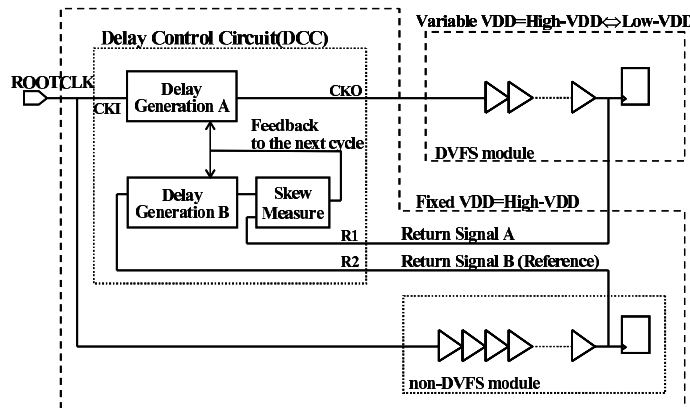 Variable VDD=High-VDD⇔Low-VDD
Delay Control Circuit(DCC)
ROOTCLK
CKI
Delay
Generation A
CKO
Feedback
to the next cycle
DVFS module
Delay
Generation B
Skew
Measure
Fixed VDD=High-VDD
R1
Return Signal A
R2
Return Signal B (Reference)
non-DVFS module